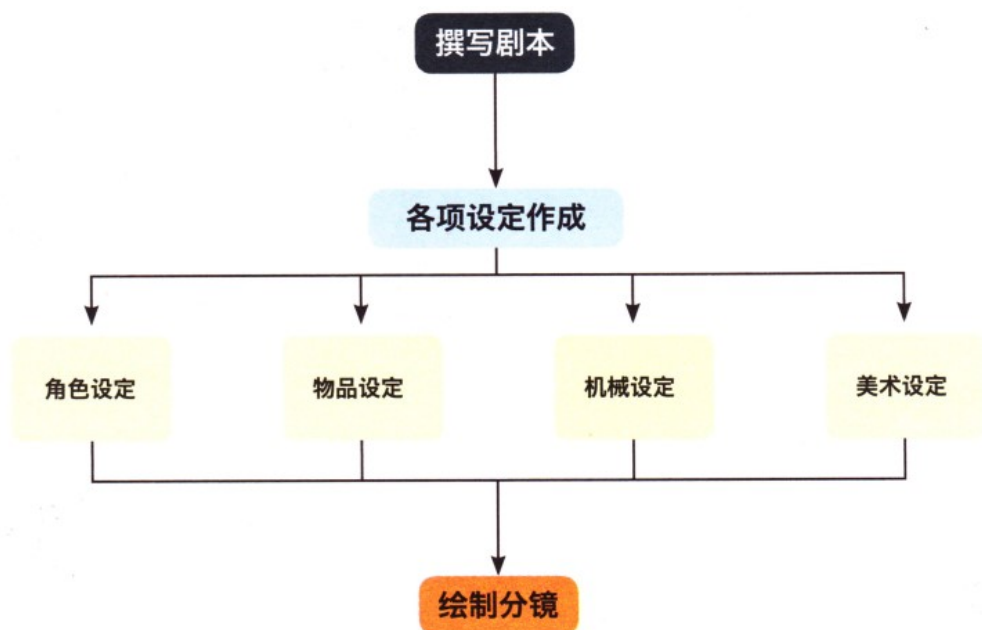 撰写剧本
各项设定作成
角色设定
物品设定
机械设定
美术设定
绘制分镜